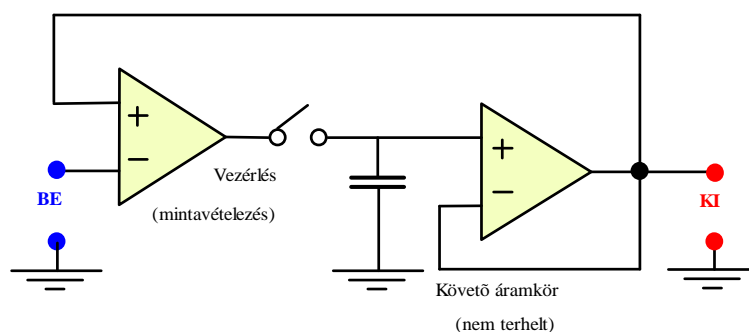 +
−
BE
Vezérlés
(mintavételezés)
+
−
KI
Követõ áramkör
(nem terhelt)